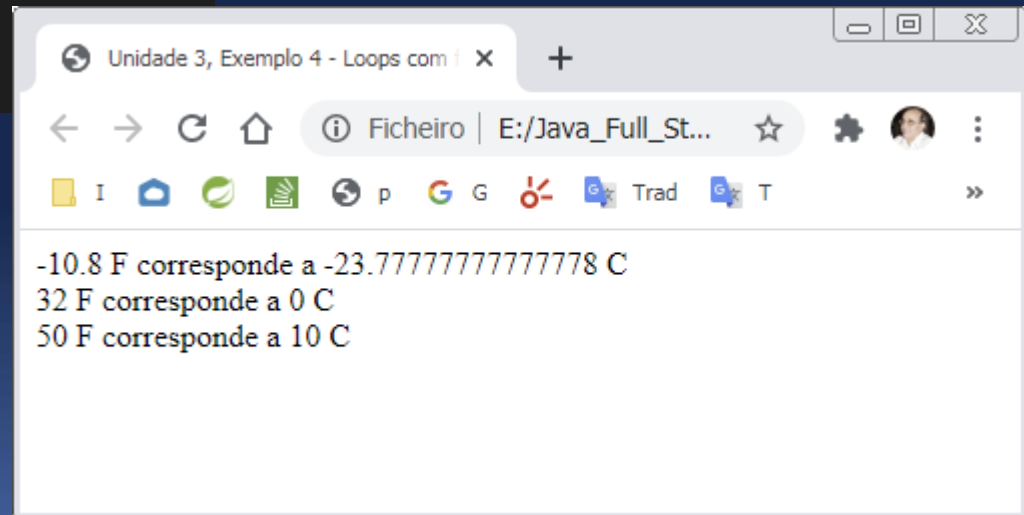 Unidade 3, Exemplo 4 - Loops com
Ficheiro | E:/Java_Full_St...
I p G G Trad G T »
-10.8 F corresponde a -23.77777777777778 C
32 F corresponde a 0 C
50 F corresponde a 10 C